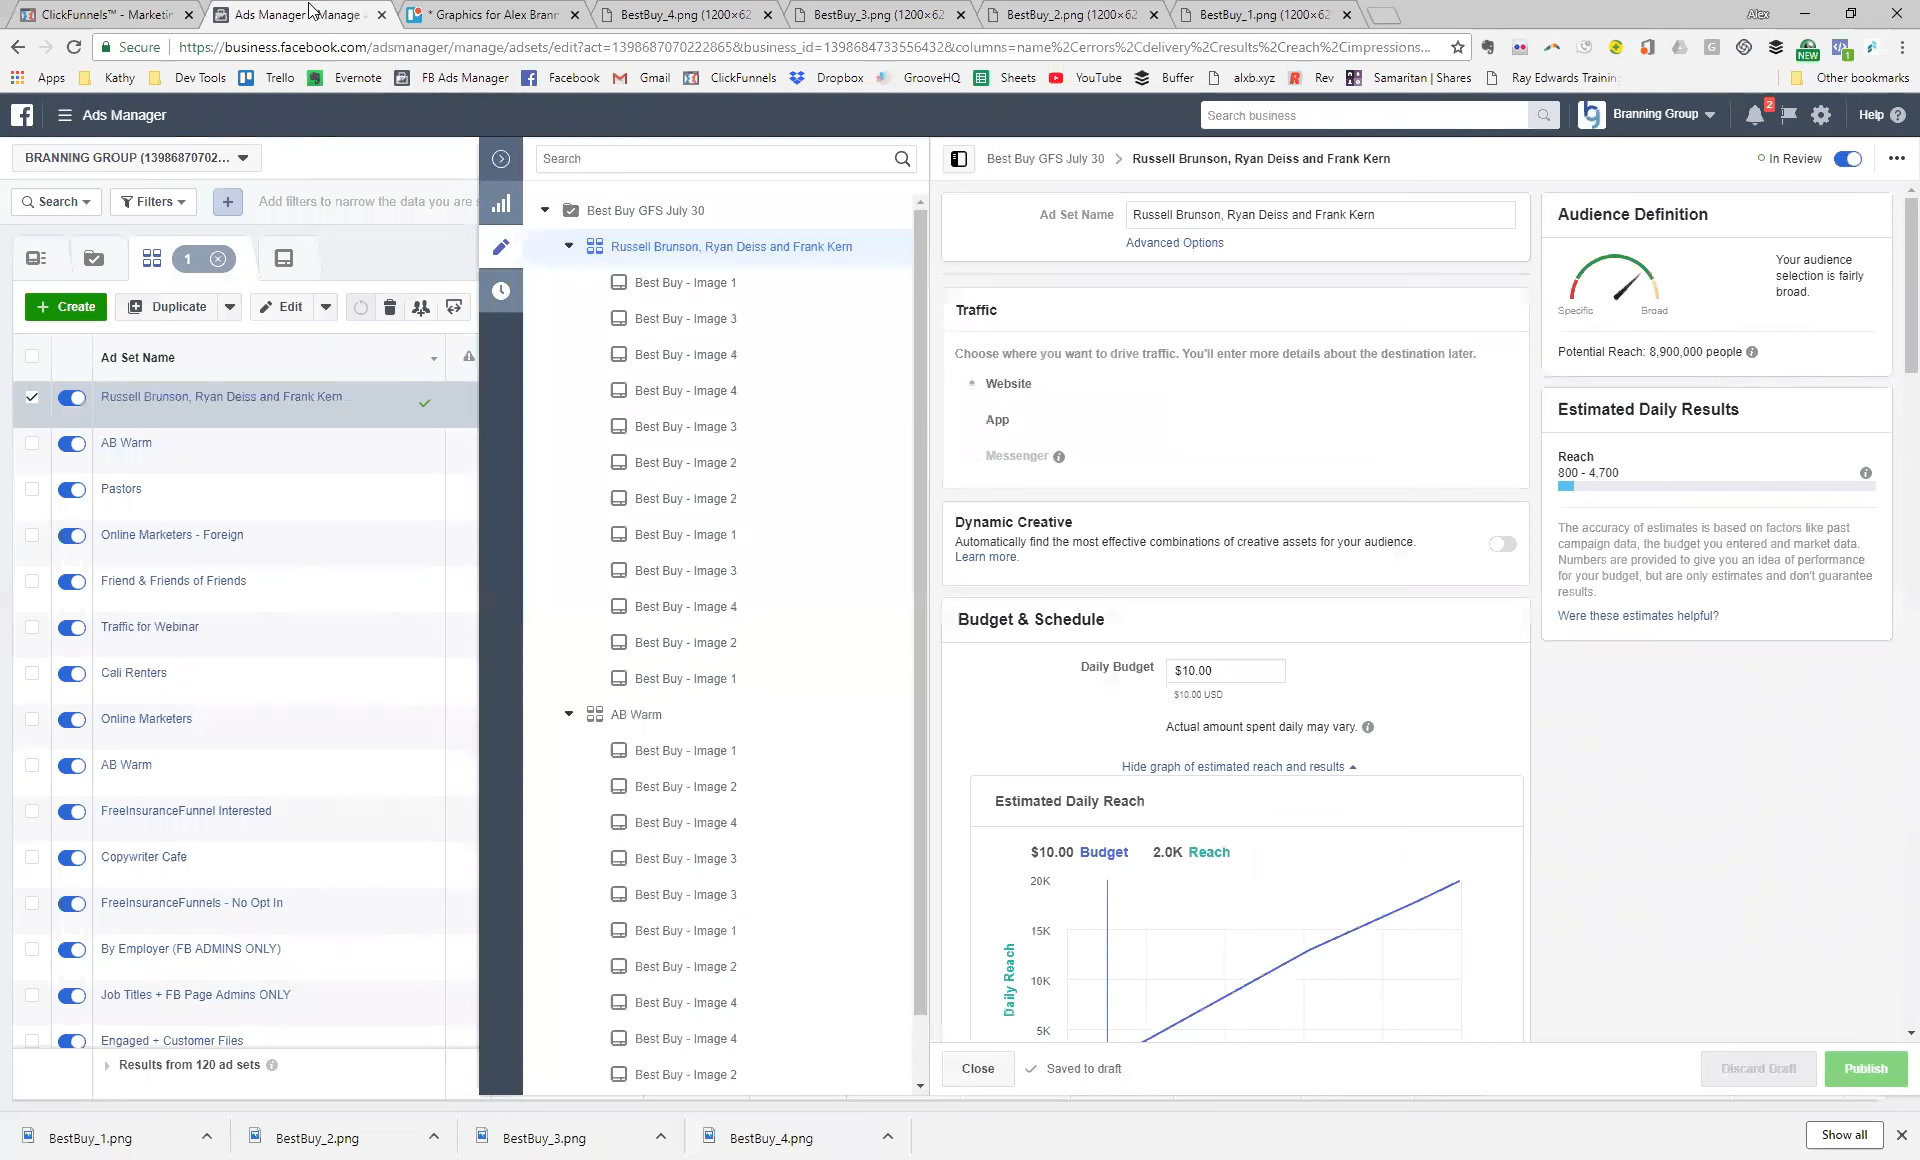 ClickFunnels™ - Marketin
Ads Manager - Manage
* Graphics for Alex Brann
BestBuy_4.png (1200×62
BestBuy_3.png (1200×62
BestBuy_2.png (1200×62
BestBuy_1.png (1200×62
Alex
Secure
https://business.facebook.com/adsmanager/manage/adsets/edit?act=1398687070222865&business_id=1398684733556432&columns=name%2Cerrors%2Cdelivery%2Cresults%2Creach%2Cimpressions...
Apps
Kathy
Dev Tools
Trello
Evernote
FB Ads Manager
Facebook
Gmail
ClickFunnels
Dropbox
GrooveHQ
Sheets
YouTube
Buffer
alxb.xyz
Rev
Samaritan | Shares
Ray Edwards Trainin
Other bookmarks
NEW
1
Ads Manager
Search business
Branning Group
2
Help
BRANNING GROUP (13986870702...
Search
Filters
Add filters to narrow the data you are s
1
Create
Duplicate
Edit
Ad Set Name
Russell Brunson, Ryan Deiss and Frank Kern
AB Warm
Pastors
Online Marketers - Foreign
Friend & Friends of Friends
Traffic for Webinar
Cali Renters
Online Marketers
AB Warm
FreeInsuranceFunnel Interested
Copywriter Cafe
FreeInsuranceFunnels - No Opt In
By Employer (FB ADMINS ONLY)
Job Titles + FB Page Admins ONLY
Engaged + Customer Files
Results from 120 ad sets
Search
Best Buy GFS July 30
Russell Brunson, Ryan Deiss and Frank Kern
Best Buy - Image 1
Best Buy - Image 3
Best Buy - Image 4
Best Buy - Image 4
Best Buy - Image 3
Best Buy - Image 2
Best Buy - Image 2
Best Buy - Image 1
Best Buy - Image 3
Best Buy - Image 4
Best Buy - Image 2
Best Buy - Image 1
AB Warm
Best Buy - Image 1
Best Buy - Image 2
Best Buy - Image 4
Best Buy - Image 3
Best Buy - Image 3
Best Buy - Image 1
Best Buy - Image 2
Best Buy - Image 4
Best Buy - Image 4
Best Buy - Image 2
Best Buy GFS July 30 > Russell Brunson, Ryan Deiss and Frank Kern
In Review
Ad Set Name
Russell Brunson, Ryan Deiss and Frank Kern
Advanced Options
Traffic
Choose where you want to drive traffic. You'll enter more details about the destination later.
Website
App
Messenger
Dynamic Creative
Automatically find the most effective combinations of creative assets for your audience.
Learn more.
Budget & Schedule
Daily Budget
$10.00
$10.00 USD
Actual amount spent daily may vary.
Hide graph of estimated reach and results
Estimated Daily Reach
$10.00 Budget
2.0K Reach
20K
15K
10K
5K
Daily Reach
Audience Definition
Your audience
selection is fairly
broad.
Specific
Broad
Potential Reach: 8,900,000 people
Estimated Daily Results
Reach
800 - 4,700
The accuracy of estimates is based on factors like past
campaign data, the budget you entered and market data.
Numbers are provided to give you an idea of performance
for your budget, but are only estimates and don't guarantee
results.
Were these estimates helpful?
Close
Saved to draft
Discard Draft
Publish
BestBuy_1.png
BestBuy_2.png
BestBuy_3.png
BestBuy_4.png
Show all